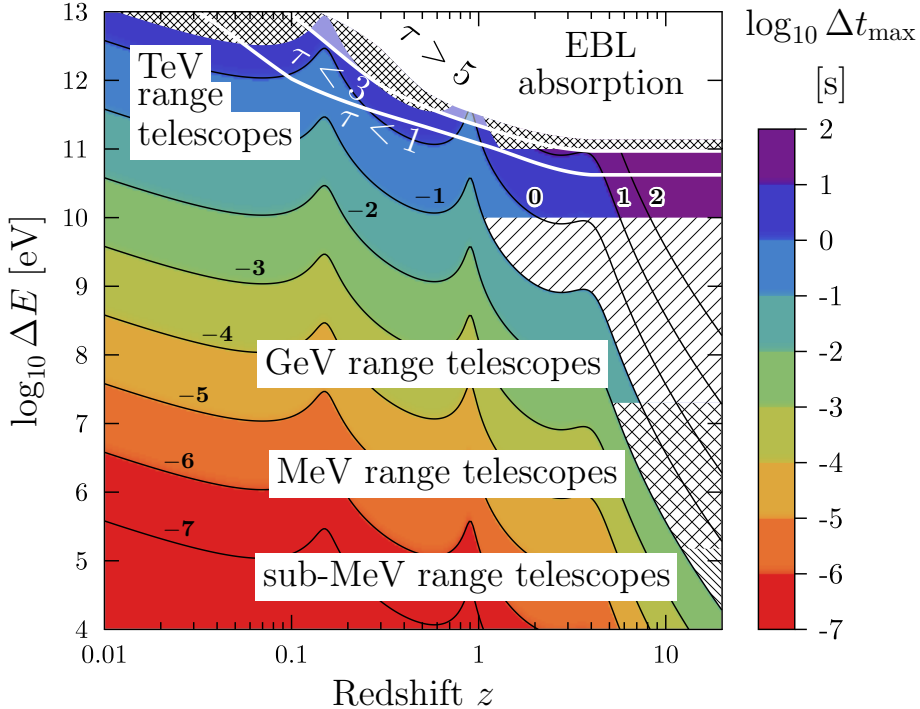 log₁₀ Δt_max
[s]
13
12
11
10
9
8
7
6
5
4
log₁₀ ΔE [eV]
TeV
range
telescopes
τ < 3
τ < 1
τ > 5
EBL
absorption
−1
0
1
2
−2
−3
−4
GeV range telescopes
−5
MeV range telescopes
−6
−7
sub-MeV range telescopes
0.01
0.1
1
10
Redshift z
2
1
0
-1
-2
-3
-4
-5
-6
-7